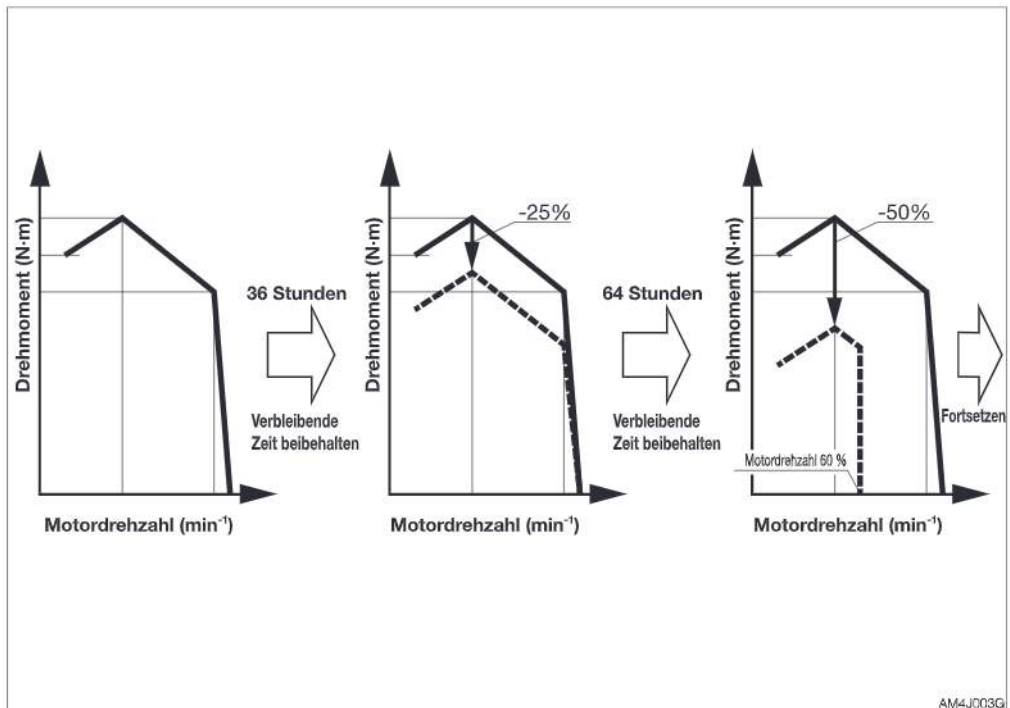 Drehmoment (N·m)
Motordrehzahl (min⁻¹)
36 Stunden
Verbleibende
Zeit beibehalten
Drehmoment (N·m)
-25%
Motordrehzahl (min⁻¹)
64 Stunden
Verbleibende
Zeit beibehalten
Drehmoment (N·m)
-50%
Motordrehzahl 60 %
Motordrehzahl (min⁻¹)
Fortsetzen
AM4J003G